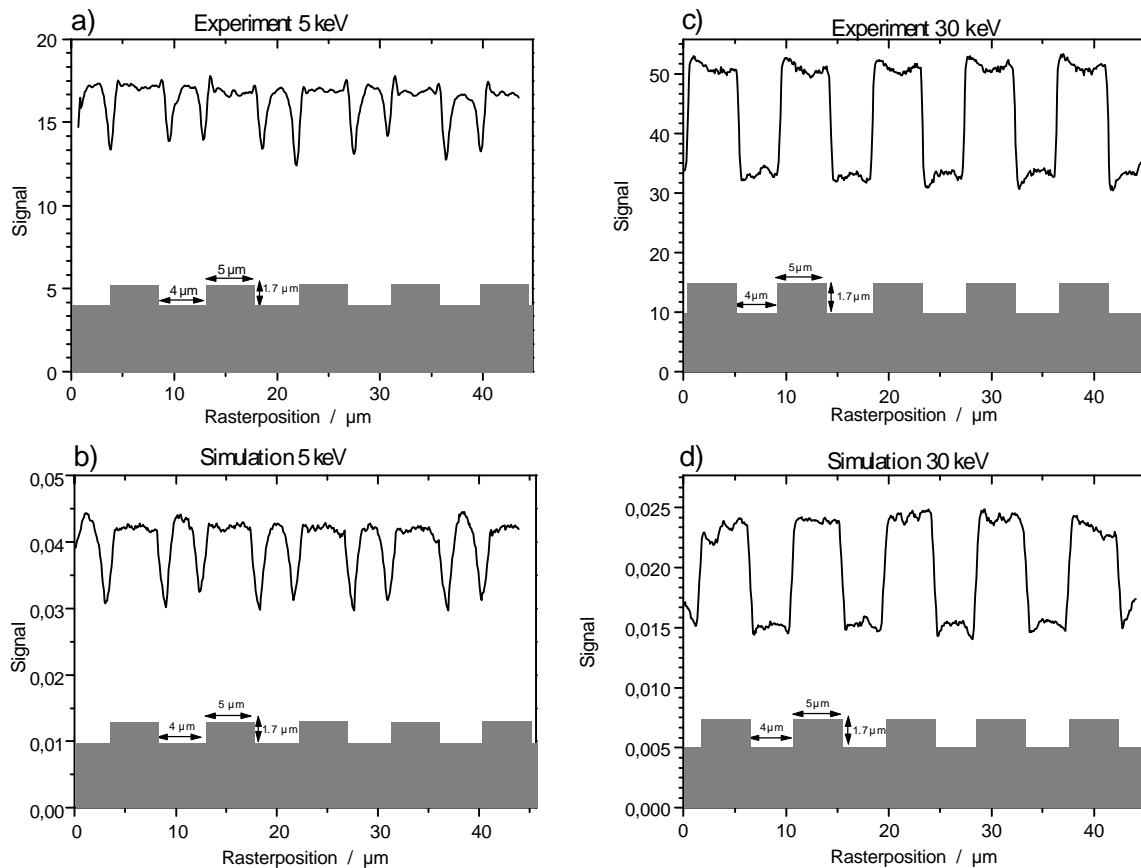 a)
Experiment 5 keV
20
15
10
5
0
Signal
5 µm
4 µm
1.7 µm
0 10 20 30 40
Rasterposition / µm
c)
Experiment 30 keV
50
40
30
20
10
0
Signal
5µm
4µm
1.7µm
0 10 20 30 40
Rasterposition / µm
b)
Simulation 5 keV
0,05
0,04
0,03
0,02
0,01
0,00
Signal
5 µm
4 µm
1.7 µm
0 10 20 30 40
Rasterposition / µm
d)
Simulation 30 keV
0,025
0,020
0,015
0,010
0,005
0,000
Signal
5µm
4µm
1.7µm
0 10 20 30 40
Rasterposition / µm